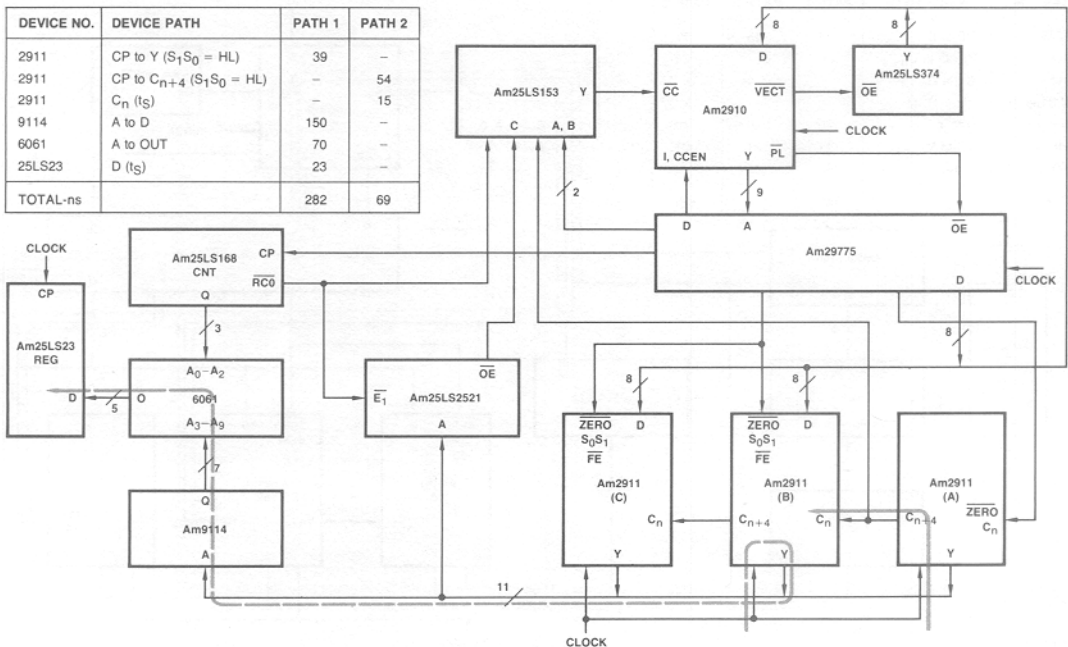 DEVICE NO. DEVICE PATH PATH 1 PATH 2
2911 CP to Y (S1S0 = HL) 39 –
2911 CP to Cn+4 (S1S0 = HL) – 54
2911 Cn (tS) – 15
9114 A to D 150 –
6061 A to OUT 70 –
25LS23 D (tS) 23 –
TOTAL-ns 282 69
8
8
Y
Am25LS374
OE
Am25LS153
Y
C
A, B
D
CC
VECT
Am2910
CLOCK
PL
I, CCEN
Y
2
9
D
A
OE
Am29775
D
CLOCK
8
CLOCK
CP
Am25LS23
REG
D
5
Am25LS168
CNT
CP
RC0
Q
3
A0–A2
O
6061
A3–A9
7
Q
Am9114
A
OE
E1
Am25LS2521
A
8
ZERO
D
S0S1
FE
Am2911
(C)
Cn
Y
8
ZERO
D
S0S1
FE
Am2911
(B)
Cn+4
Cn
Y
Am2911
(A)
Cn+4
ZERO
Cn
Y
11
CLOCK